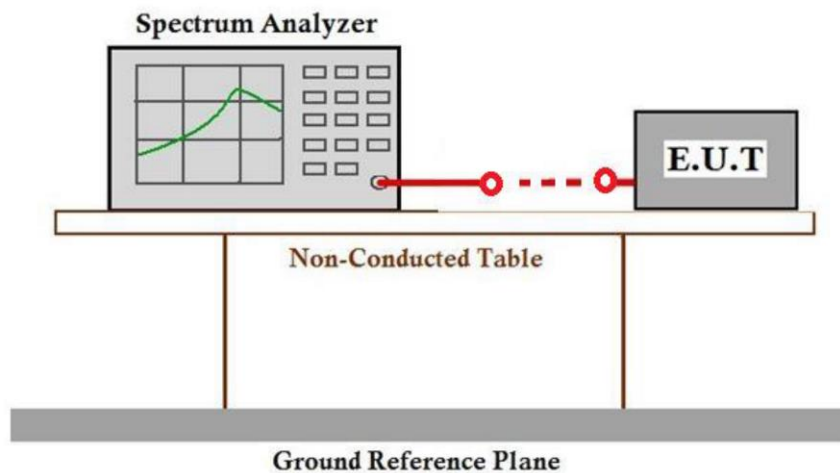 Spectrum Analyzer
E.U.T
Non-Conducted Table
Ground Reference Plane